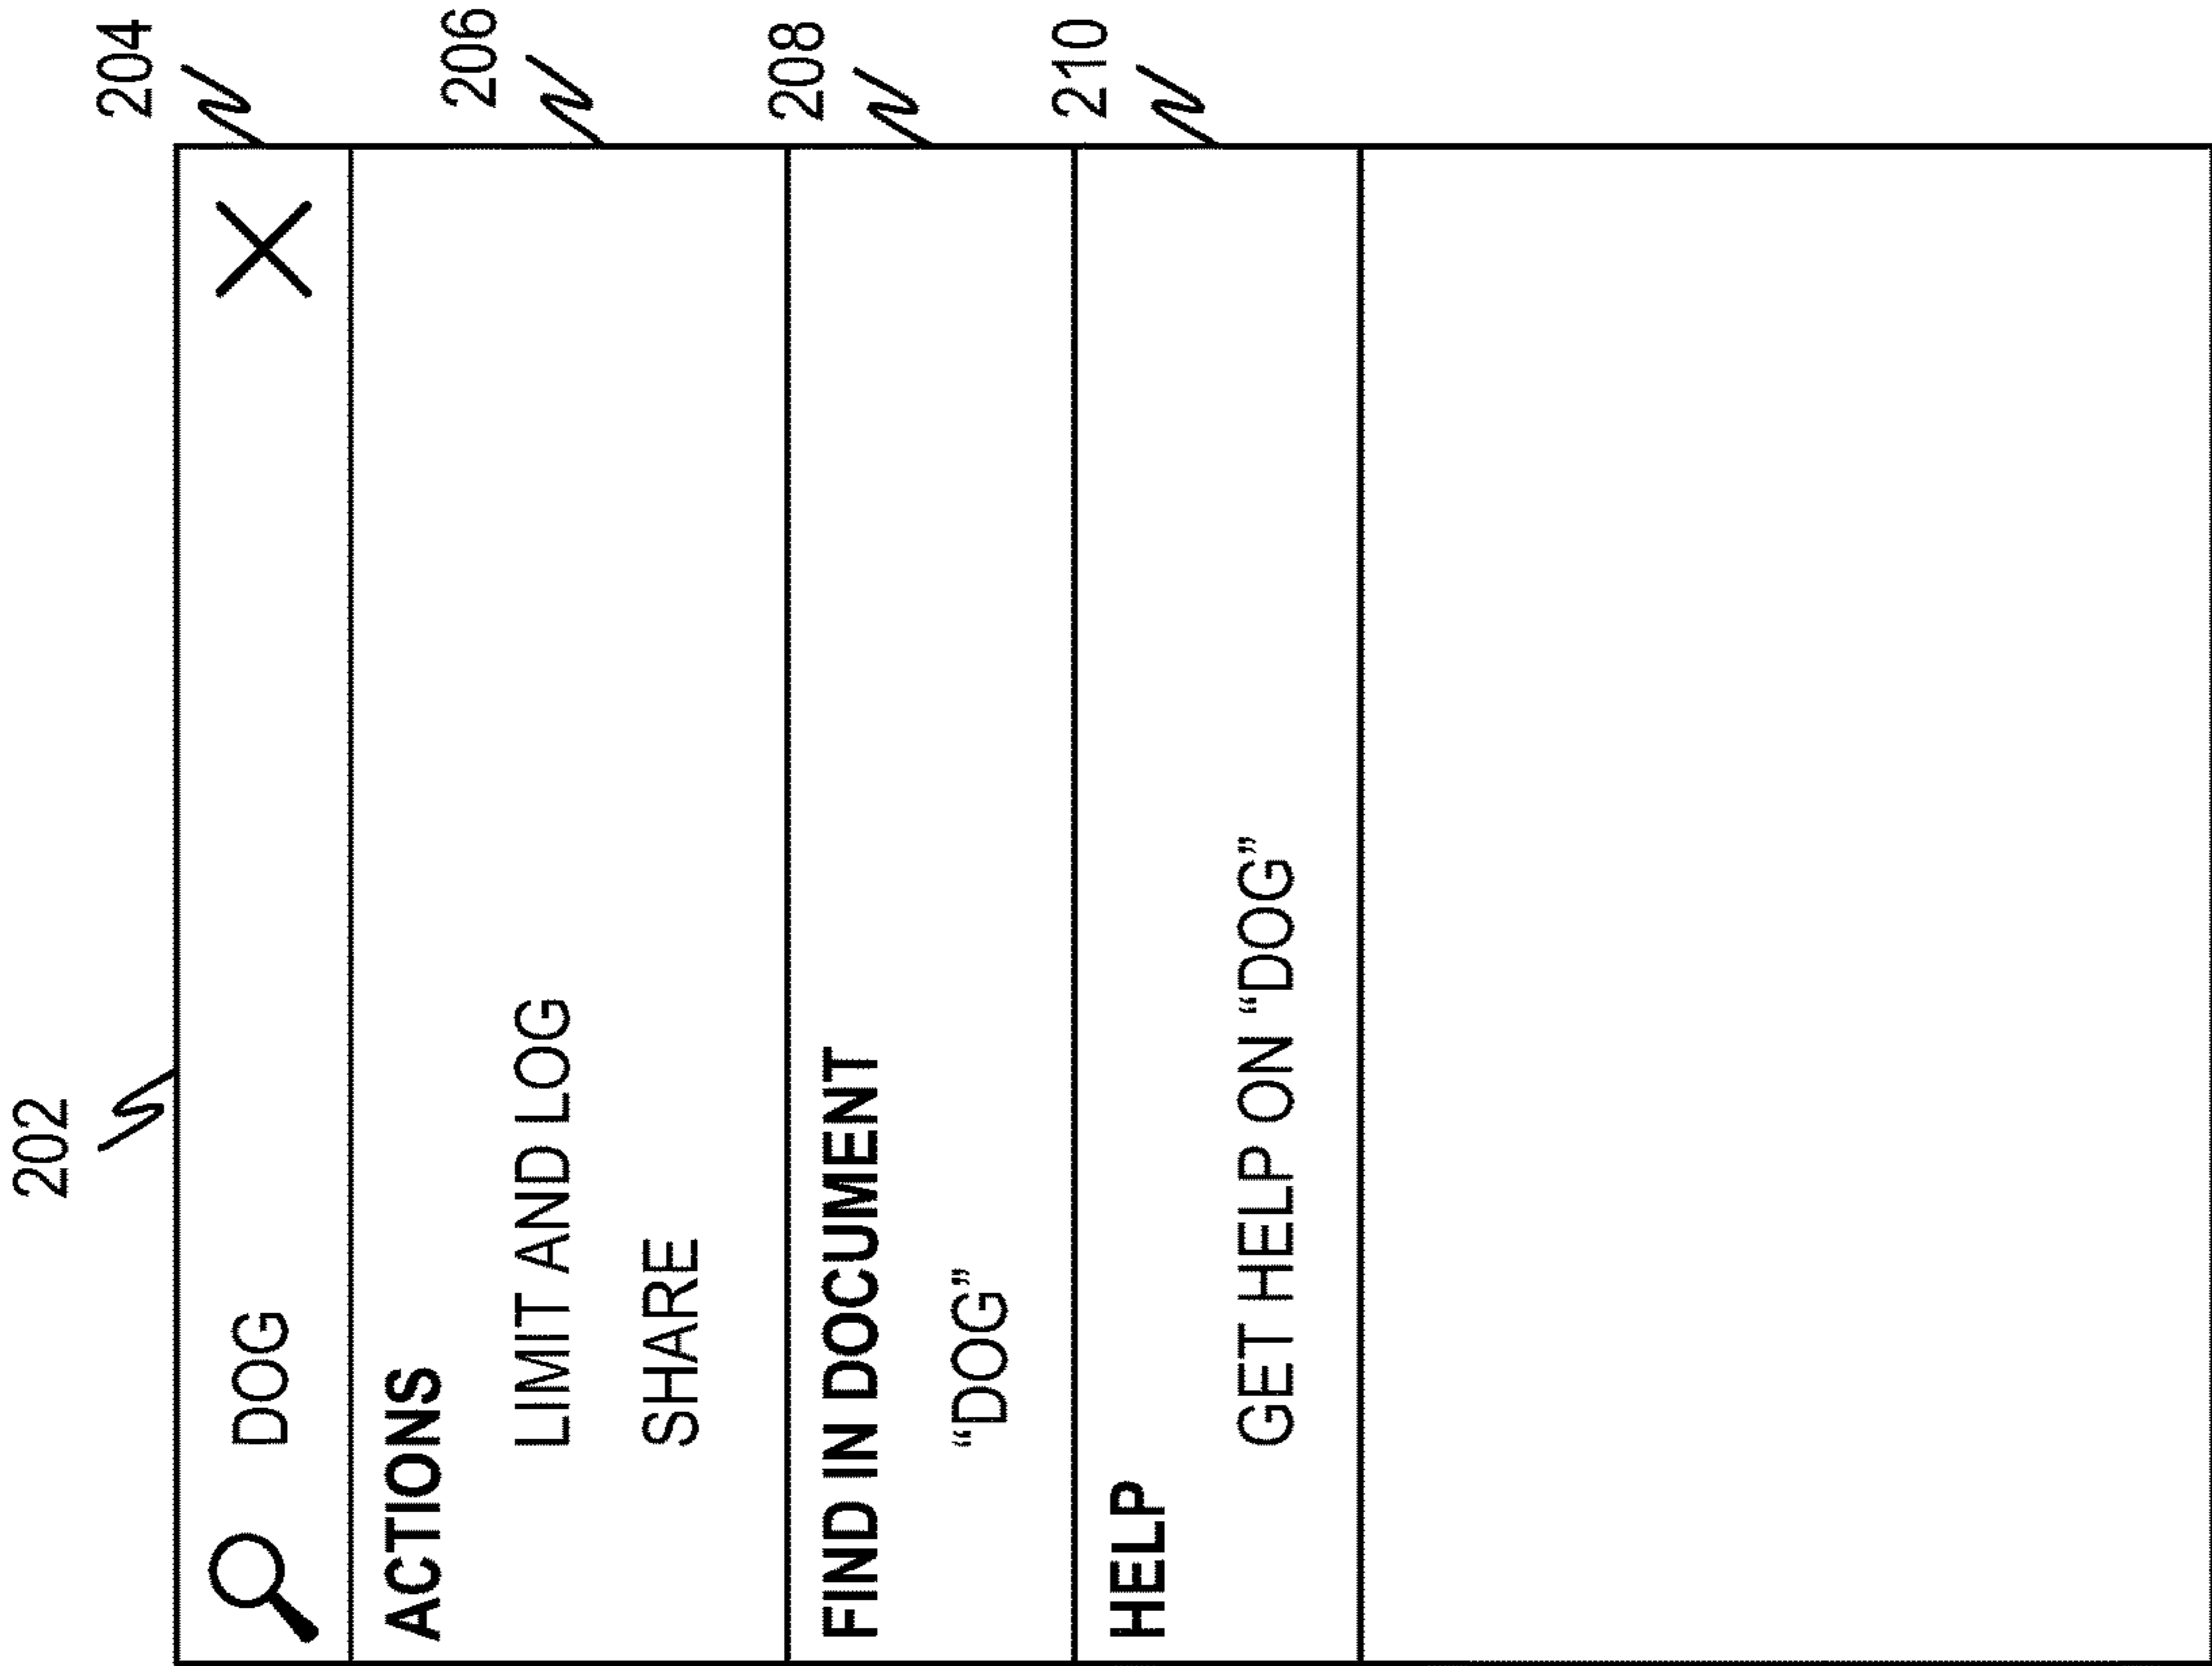 202
DOG
204
ACTIONS
206
LIMIT AND LOG
SHARE
FIND IN DOCUMENT
208
“DOG”
HELP
210
GET HELP ON “DOG”